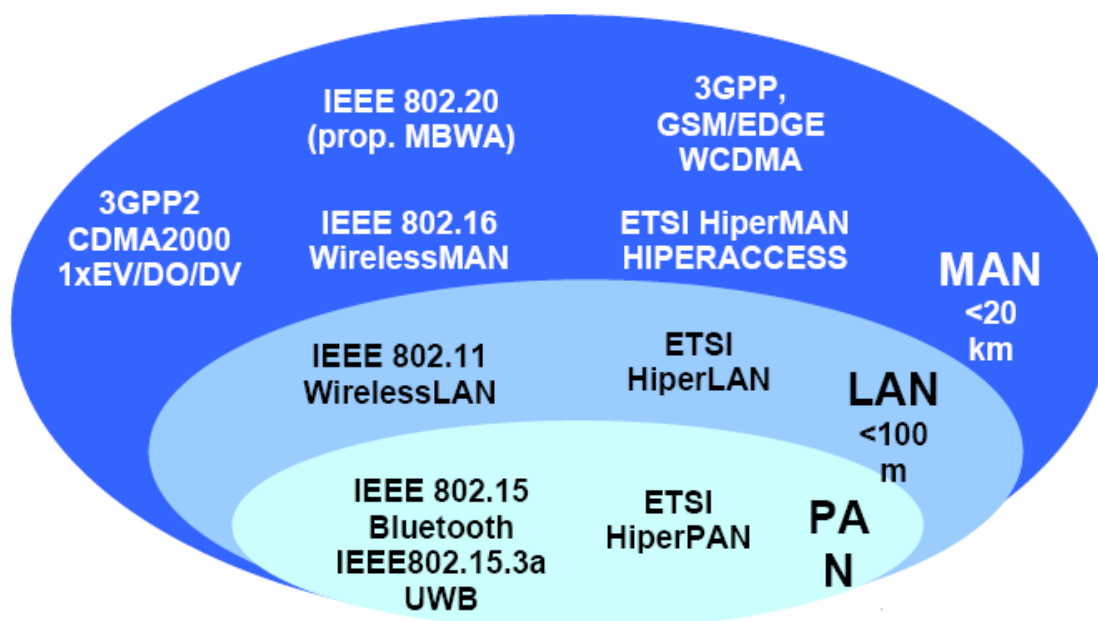 IEEE 802.20
(prop. MBWA)
3GPP,
GSM/EDGE
WCDMA
3GPP2
CDMA2000
1xEV/DO/DV
IEEE 802.16
WirelessMAN
ETSI HiperMAN
HIPERACCESS
MAN
<20
km
IEEE 802.11
WirelessLAN
ETSI
HiperLAN
LAN
<100
m
IEEE 802.15
Bluetooth
IEEE802.15.3a
UWB
ETSI
HiperPAN
PA
N